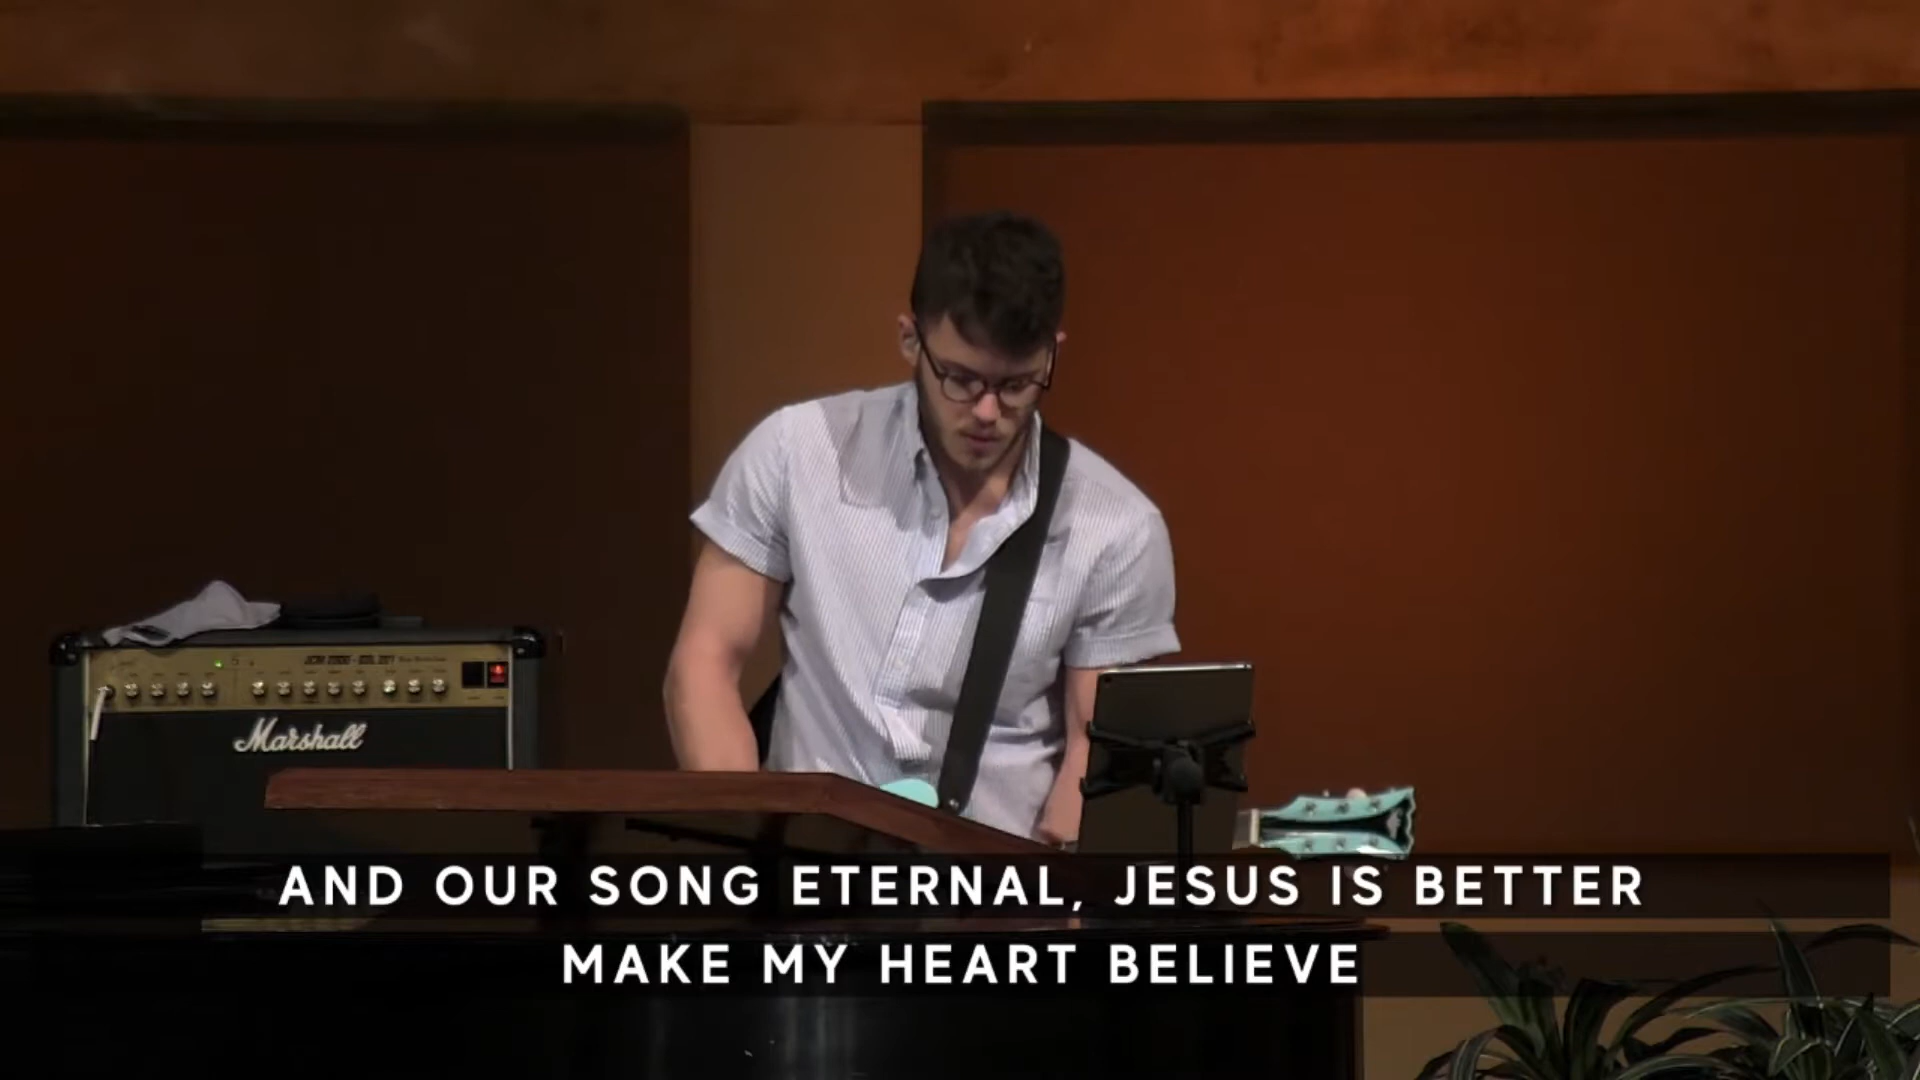 Marshall
AND OUR SONG ETERNAL, JESUS IS BETTER
MAKE MY HEART BELIEVE